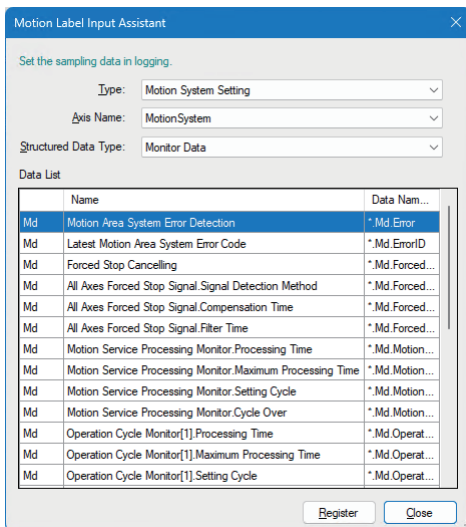 Motion Label Input Assistant
Set the sampling data in logging.
Type: Motion System Setting
Axis Name: MotionSystem
Structured Data Type: Monitor Data
Data List
Name Data Nam...
Md Motion Area System Error Detection *.Md.Error
Md Latest Motion Area System Error Code *.Md.ErrorID
Md Forced Stop Cancelling *.Md.Forced...
Md All Axes Forced Stop Signal.Signal Detection Method *.Md.Forced...
Md All Axes Forced Stop Signal.Compensation Time *.Md.Forced...
Md All Axes Forced Stop Signal.Filter Time *.Md.Forced...
Md Motion Service Processing Monitor.Processing Time *.Md.Motion...
Md Motion Service Processing Monitor.Maximum Processing Time *.Md.Motion...
Md Motion Service Processing Monitor.Setting Cycle *.Md.Motion...
Md Motion Service Processing Monitor.Cycle Over *.Md.Motion...
Md Operation Cycle Monitor[1].Processing Time *.Md.Operat...
Md Operation Cycle Monitor[1].Maximum Processing Time *.Md.Operat...
Md Operation Cycle Monitor[1].Setting Cycle *.Md.Operat...
Register Close